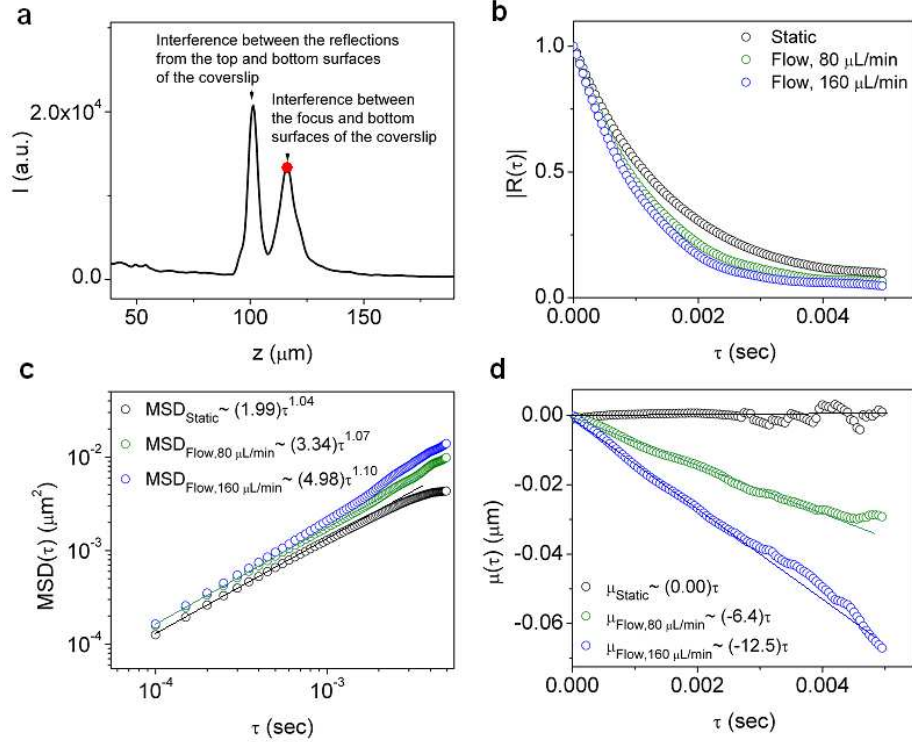 a
Interference between the reflections
from the top and bottom surfaces
of the coverslip
Interference between
the focus and bottom
surfaces of the coverslip
2.0x10⁴
0.0
I (a.u.)
50
100
150
z (μm)
b
Static
Flow, 80 μL/min
Flow, 160 μL/min
1.0
0.5
0.0
|R(τ)|
0.000
0.002
0.004
τ (sec)
c
MSD_Static~ (1.99)τ^1.04
MSD_Flow,80 μL/min~ (3.34)τ^1.07
MSD_Flow,160 μL/min~ (4.98)τ^1.10
10⁻²
10⁻³
10⁻⁴
MSD(τ) (μm²)
10⁻⁴
10⁻³
τ (sec)
d
0.00
-0.02
-0.04
-0.06
μ(τ) (μm)
μ_Static~ (0.00)τ
μ_Flow,80 μL/min~ (-6.4)τ
μ_Flow,160 μL/min~ (-12.5)τ
0.000
0.002
0.004
τ (sec)